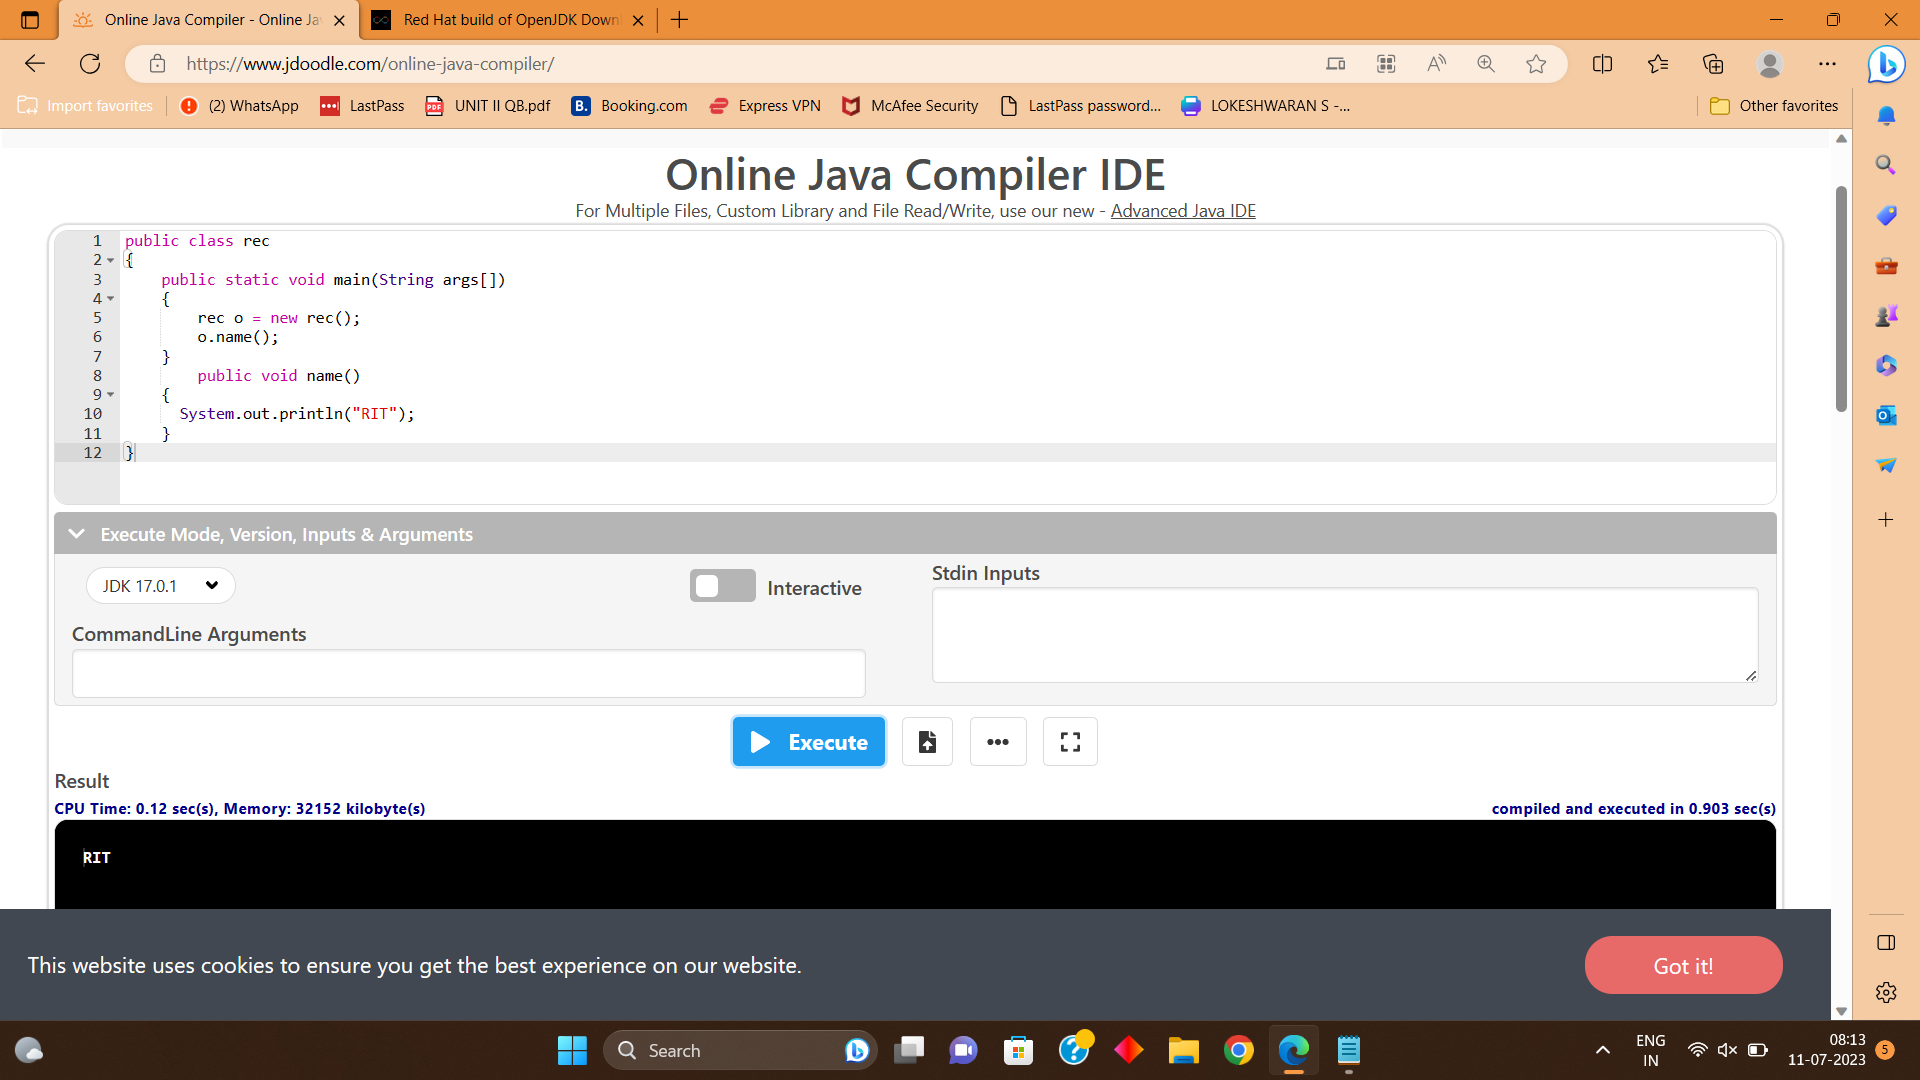 Online Java Compiler - Online Ja
Red Hat build of OpenJDK Down
https://www.jdoodle.com/online-java-compiler/
Import favorites
(2) WhatsApp
LastPass
UNIT II QB.pdf
Booking.com
Express VPN
McAfee Security
LastPass password...
LOKESHWARAN S -...
Other favorites
Online Java Compiler IDE
For Multiple Files, Custom Library and File Read/Write, use our new - Advanced Java IDE
1 public class rec
2 {
3     public static void main(String args[])
4     {
5         rec o = new rec();
6         o.name();
7     }
8         public void name()
9     {
10       System.out.println("RIT");
11     }
12 }
Execute Mode, Version, Inputs & Arguments
JDK 17.0.1
Interactive
Stdin Inputs
CommandLine Arguments
Execute
Result
CPU Time: 0.12 sec(s), Memory: 32152 kilobyte(s)
compiled and executed in 0.903 sec(s)
RIT
This website uses cookies to ensure you get the best experience on our website.
Got it!
Search
ENG
IN
08:13
11-07-2023
5